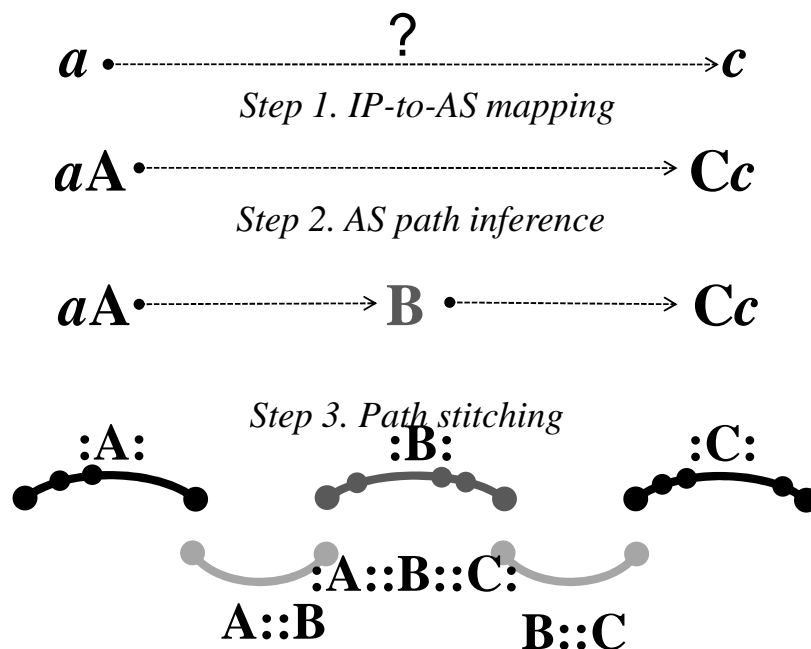 ?
a c
Step 1. IP-to-AS mapping
aA Cc
Step 2. AS path inference
aA B Cc
Step 3. Path stitching
:A: :B: :C:
:A::B::C:
A::B B::C